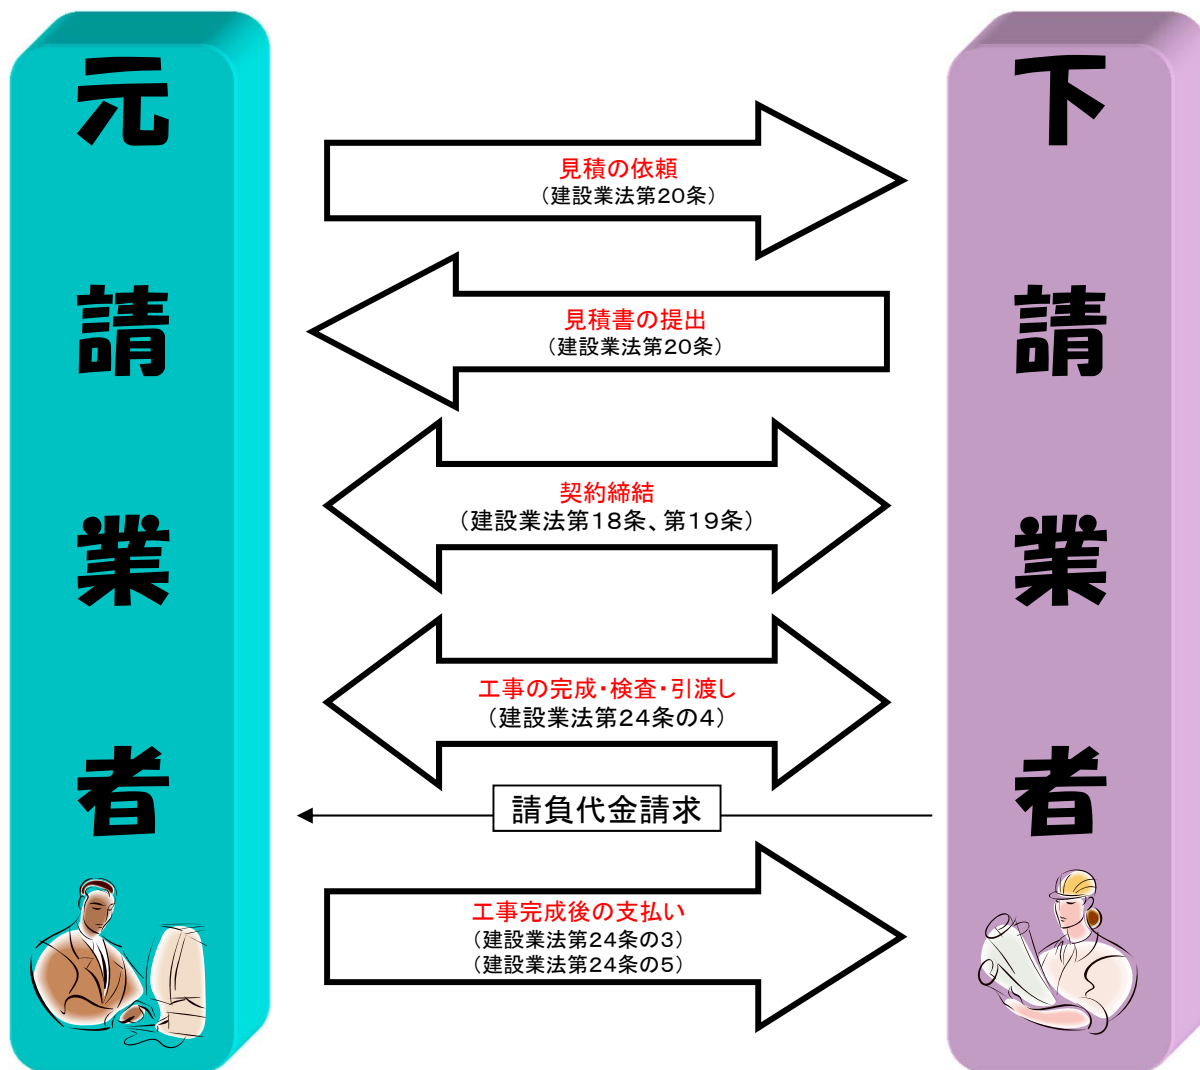 元請業者
見積の依頼
（建設業法第20条）
見積書の提出
（建設業法第20条）
契約締結
（建設業法第18条、第19条）
工事の完成・検査・引渡し
（建設業法第24条の4）
請負代金請求
工事完成後の支払い
（建設業法第24条の3）
（建設業法第24条の5）
下請業者